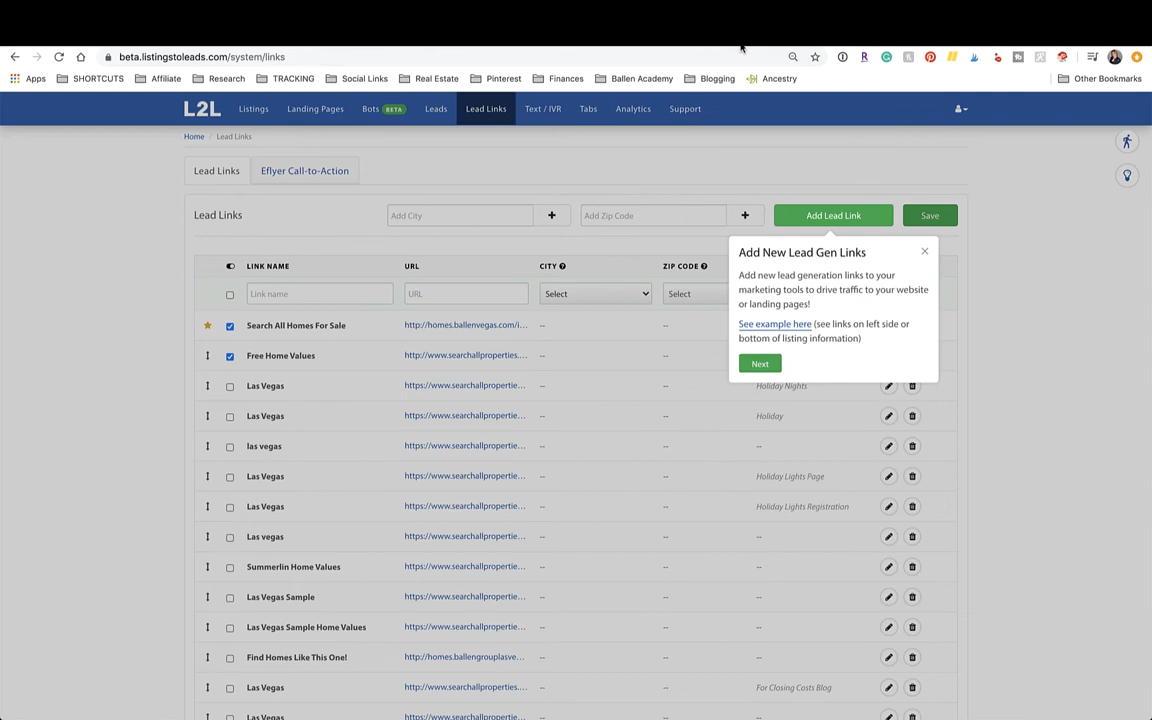 beta.listingstoleads.com/system/links
Apps SHORTCUTS Affiliate Research TRACKING Social Links Real Estate Pinterest Finances Ballen Academy Blogging Ancestry Other Bookmarks
L2L Listings Landing Pages Bots BETA Leads Lead Links Text / IVR Tabs Analytics Support
Home / Lead Links
Lead Links Eflyer Call-to-Action
Lead Links Add City Add Zip Code Add Lead Link Save
Add New Lead Gen Links
Add new lead generation links to your
marketing tools to drive traffic to your website
or landing pages!
See example here (see links on left side or
bottom of listing information)
Next
LINK NAME URL CITY ZIP CODE
Link name URL Select Select
Search All Homes For Sale http://homes.ballenvegas.com/i... -- --
Free Home Values http://www.searchallproperties.... -- --
Las Vegas https://www.searchallpropertie... -- -- Holiday Nights
Las Vegas https://www.searchallpropertie... -- -- Holiday
las vegas https://www.searchallpropertie... -- -- --
Las Vegas https://www.searchallpropertie... -- -- Holiday Lights Page
Las Vegas https://www.searchallpropertie... -- -- Holiday Lights Registration
Las vegas https://www.searchallpropertie... -- -- --
Summerlin Home Values https://www.searchallpropertie... -- -- --
Las Vegas Sample https://www.searchallpropertie... -- -- --
Las Vegas Sample Home Values https://www.searchallpropertie... -- -- --
Find Homes Like This One! http://homes.ballengrouplasve... -- -- --
Las Vegas https://www.searchallproperties.... -- -- For Closing Costs Blog
Las Vegas https://www.searchallpropertie...